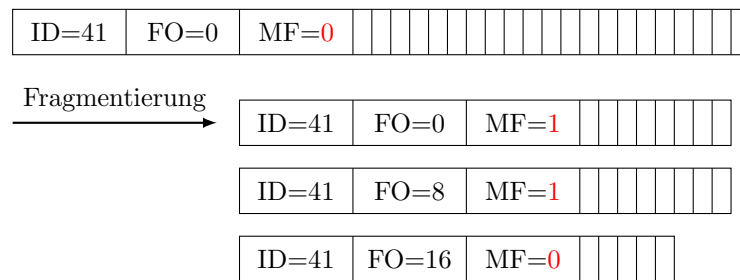 ID=41 FO=0 MF=0
Fragmentierung
ID=41 FO=0 MF=1
ID=41 FO=8 MF=1
ID=41 FO=16 MF=0